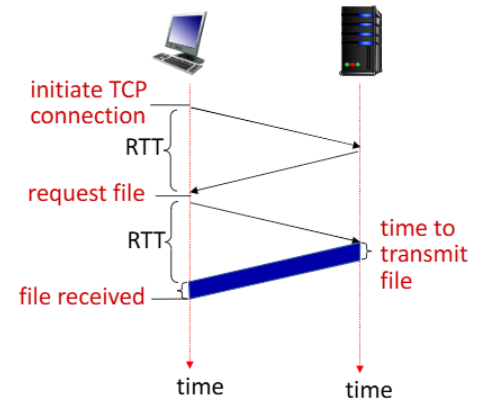 initiate TCP
connection
RTT
request file
RTT
time to
transmit
file
file received
time
time